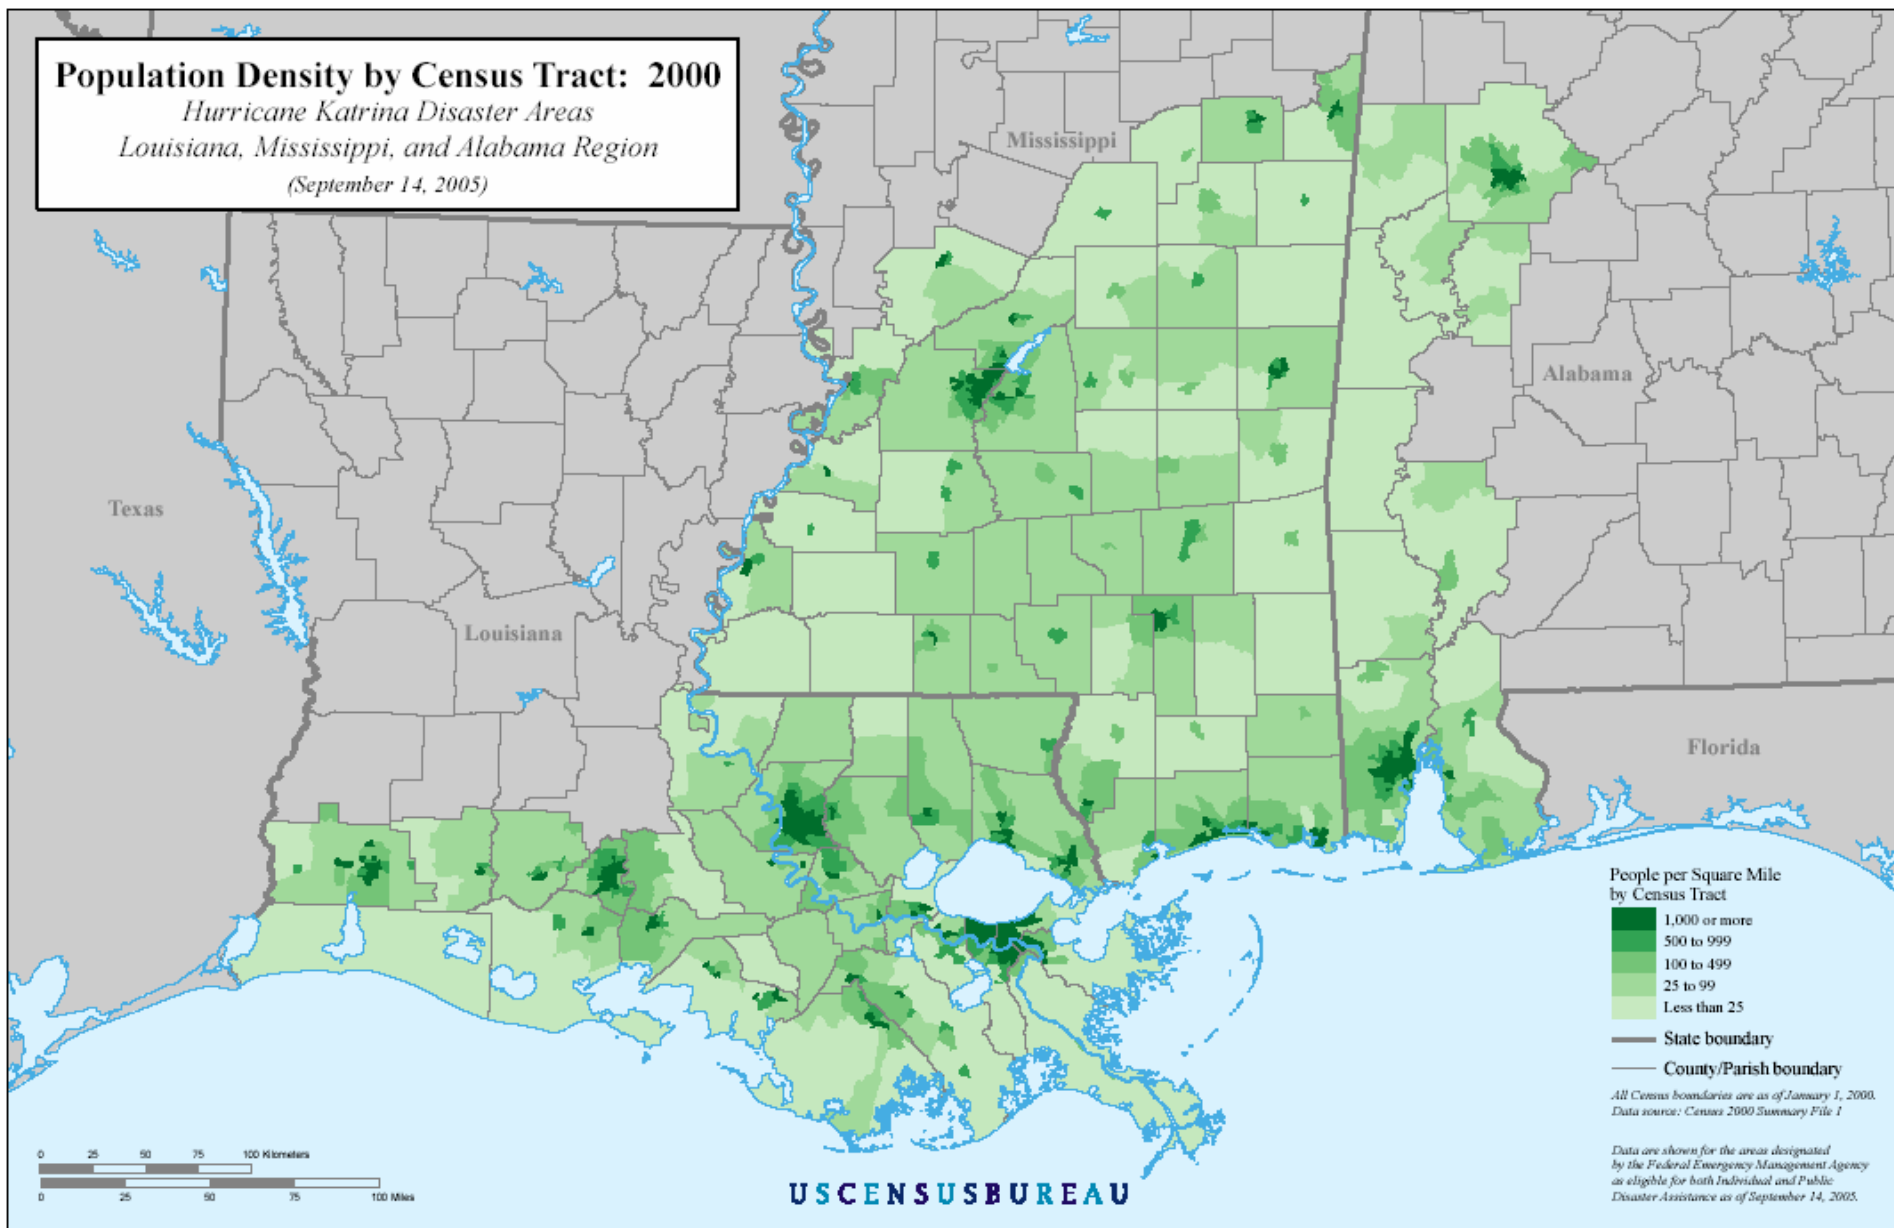 Population Density by Census Tract: 2000
Hurricane Katrina Disaster Areas
Louisiana, Mississippi, and Alabama Region
(September 14, 2005)
Mississippi
Alabama
Texas
Louisiana
Florida
People per Square Mile
by Census Tract
1,000 or more
500 to 999
100 to 499
25 to 99
Less than 25
State boundary
County/Parish boundary
All Census boundaries are as of January 1, 2000.
Data source: Census 2000 Summary File 1
Data are shown for the areas designated
by the Federal Emergency Management Agency
as eligible for both Individual and Public
Disaster Assistance as of September 14, 2005.
0 25 50 75 100 Kilometers
0 25 50 75 100 Miles
USCENSUSBUREAU